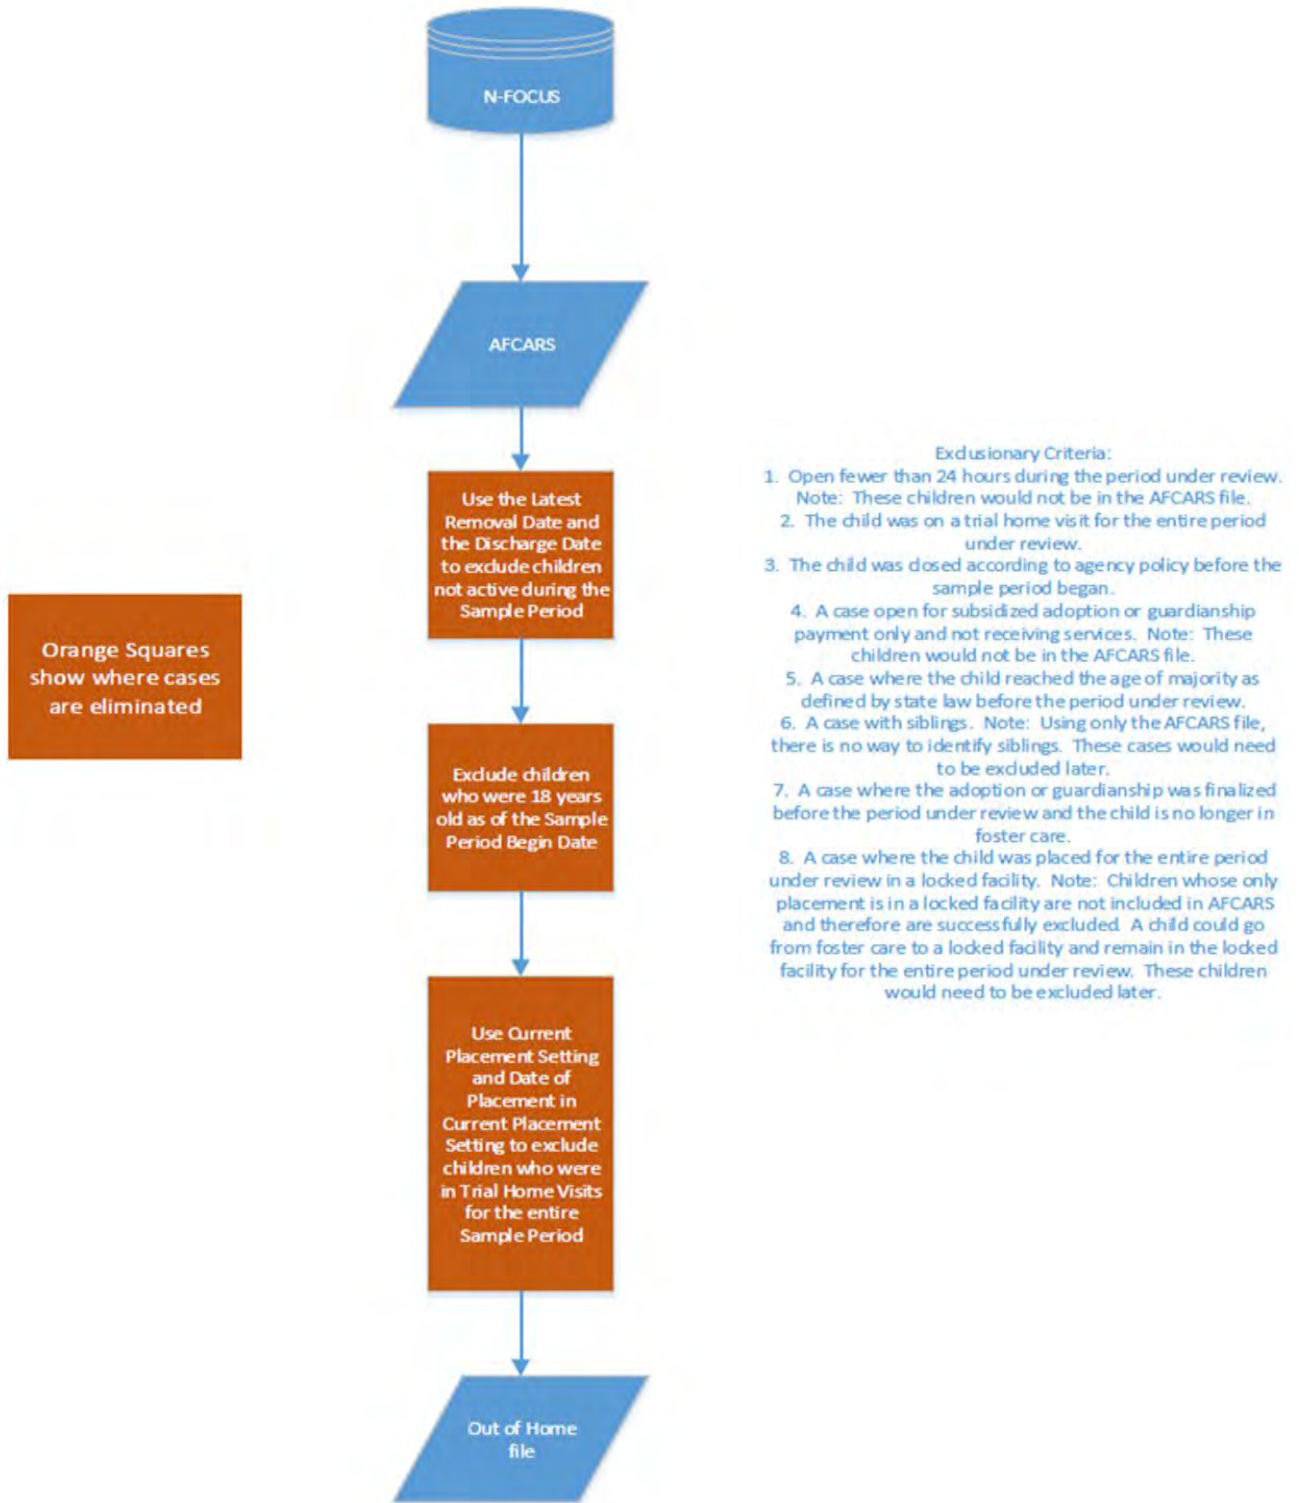 N-FOCUS
AFCARS
Use the Latest
Removal Date and
the Discharge Date
to exclude children
not active during the
Sample Period
Orange Squares
show where cases
are eliminated
Exclude children
who were 18 years
old as of the Sample
Period Begin Date
Use Current
Placement Setting
and Date of
Placement in
Current Placement
Setting to exclude
children who were
in Trial Home Visits
for the entire
Sample Period
Out of Home
file
Exclusionary Criteria:
1. Open fewer than 24 hours during the period under review.
Note: These children would not be in the AFCARS file.
2. The child was on a trial home visit for the entire period
under review.
3. The child was closed according to agency policy before the
sample period began.
4. A case open for subsidized adoption or guardianship
payment only and not receiving services. Note: These
children would not be in the AFCARS file.
5. A case where the child reached the age of majority as
defined by state law before the period under review.
6. A case with siblings. Note: Using only the AFCARS file,
there is no way to identify siblings. These cases would need
to be excluded later.
7. A case where the adoption or guardianship was finalized
before the period under review and the child is no longer in
foster care.
8. A case where the child was placed for the entire period
under review in a locked facility. Note: Children whose only
placement is in a locked facility are not included in AFCARS
and therefore are successfully excluded. A child could go
from foster care to a locked facility and remain in the locked
facility for the entire period under review. These children
would need to be excluded later.